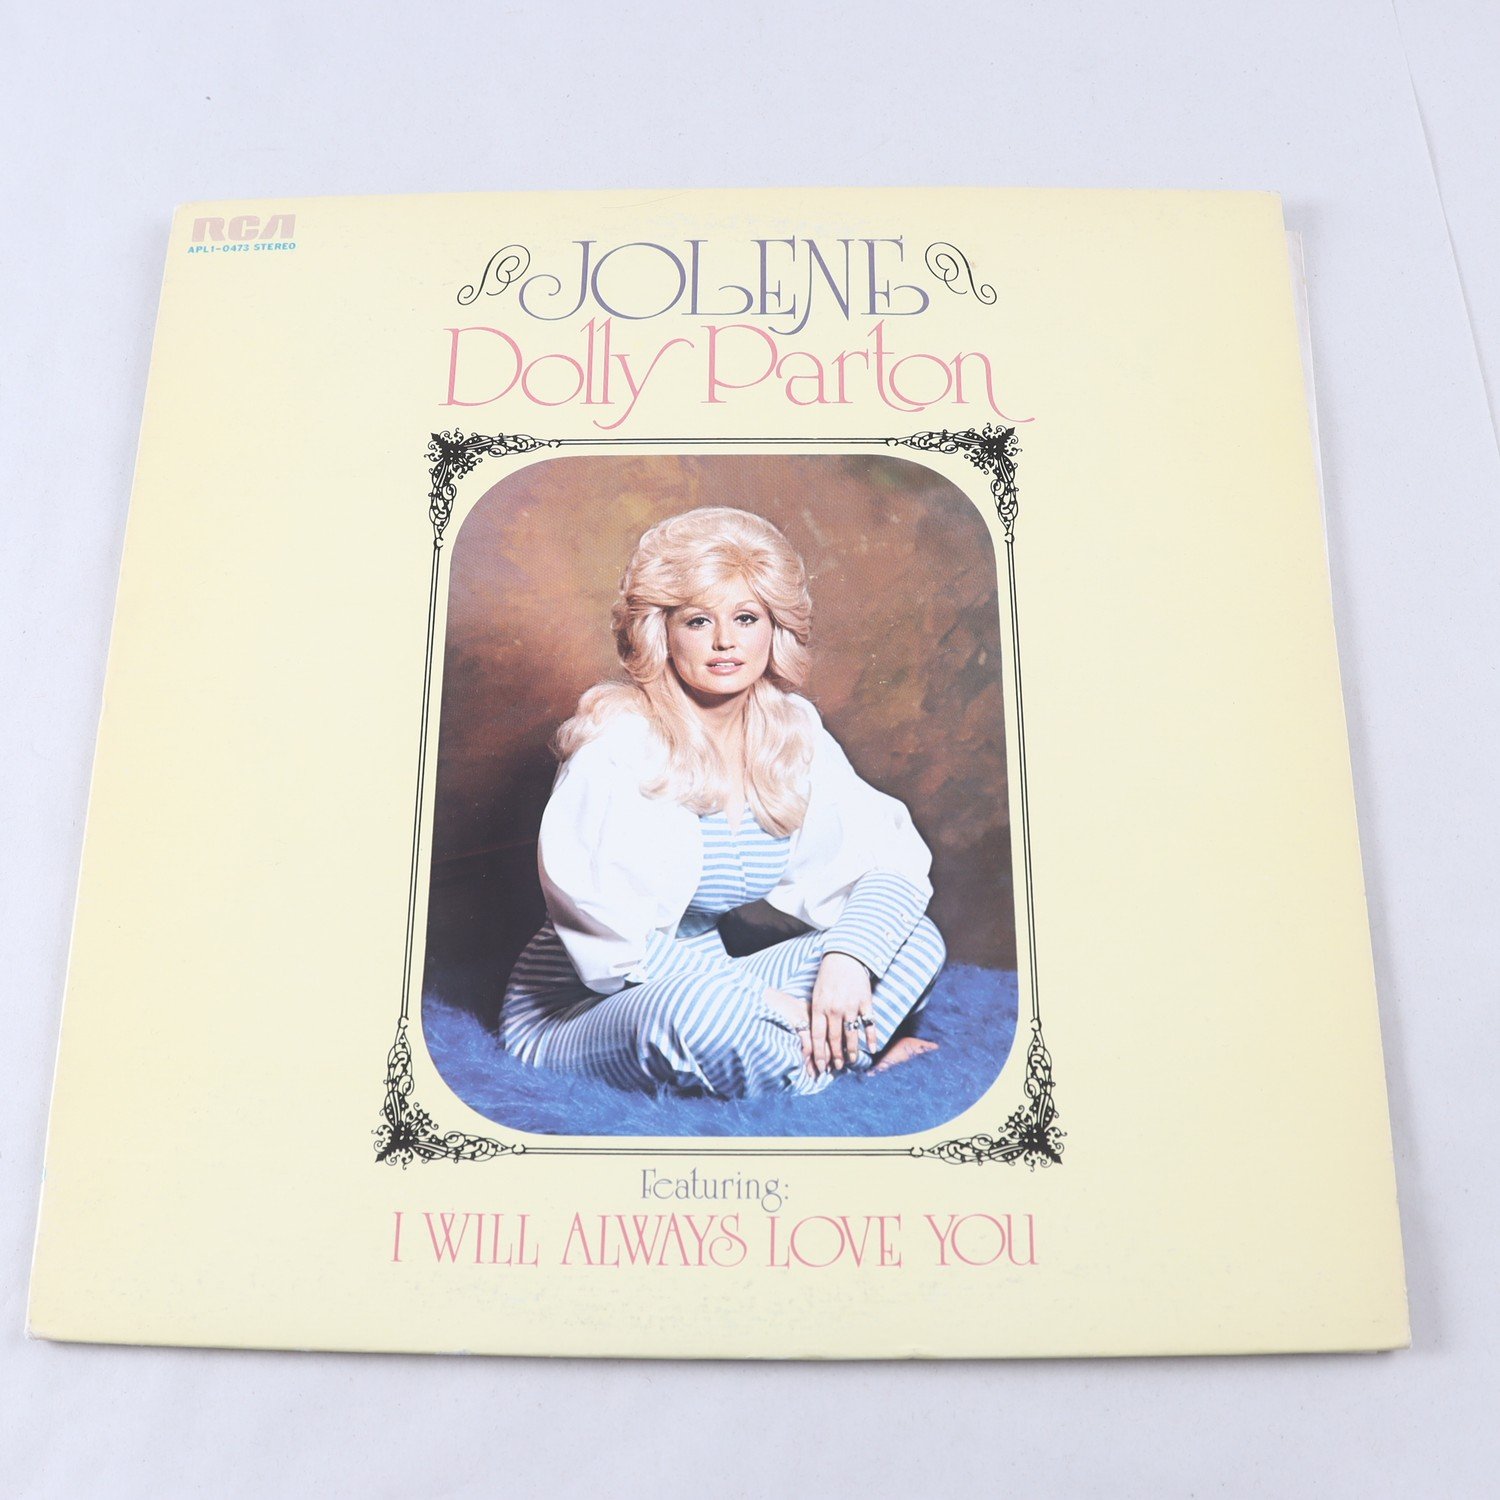 RCA
APL1-0473 STEREO
JOLENE
Dolly Parton
Featuring:
I WILL ALWAYS LOVE YOU